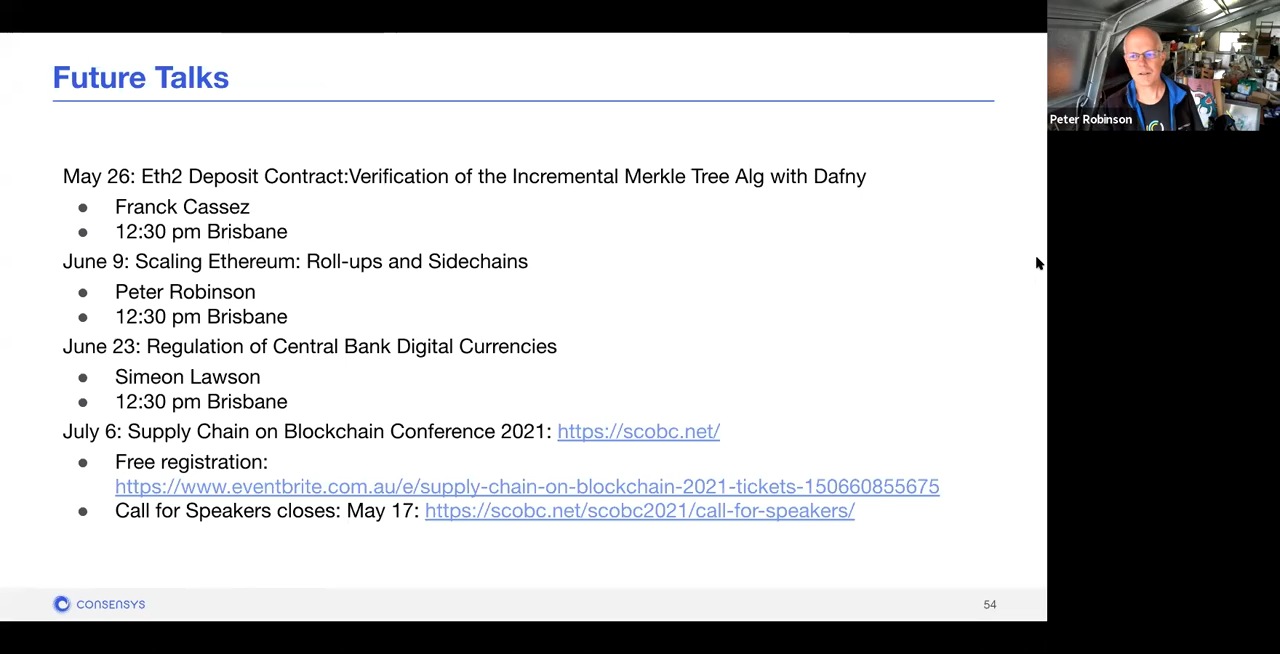 Future Talks
May 26: Eth2 Deposit Contract:Verification of the Incremental Merkle Tree Alg with Dafny
● Franck Cassez
● 12:30 pm Brisbane
June 9: Scaling Ethereum: Roll-ups and Sidechains
● Peter Robinson
● 12:30 pm Brisbane
June 23: Regulation of Central Bank Digital Currencies
● Simeon Lawson
● 12:30 pm Brisbane
July 6: Supply Chain on Blockchain Conference 2021: https://scobc.net/
● Free registration:
https://www.eventbrite.com.au/e/supply-chain-on-blockchain-2021-tickets-150660855675
● Call for Speakers closes: May 17: https://scobc.net/scobc2021/call-for-speakers/
CONSENSYS
54
Peter Robinson